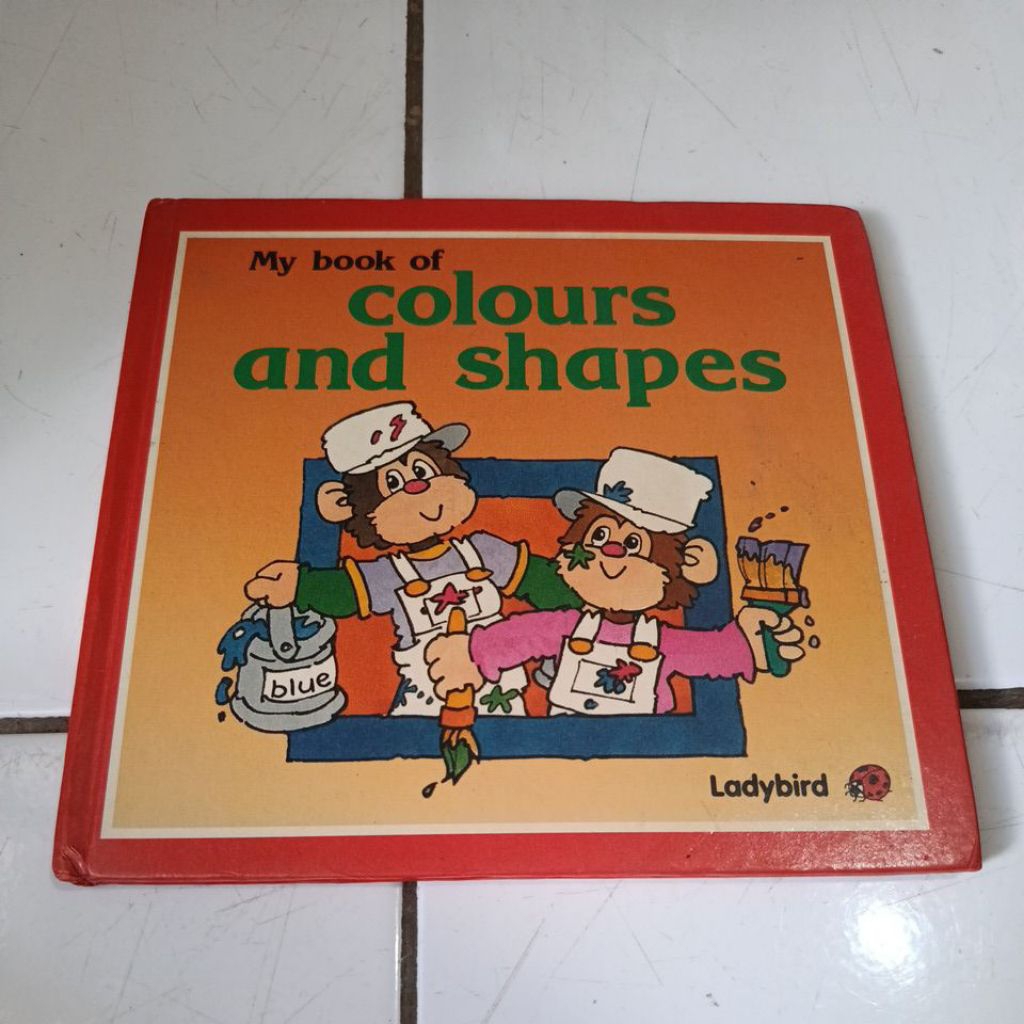 My book of
colours
and shapes
blue
Ladybird